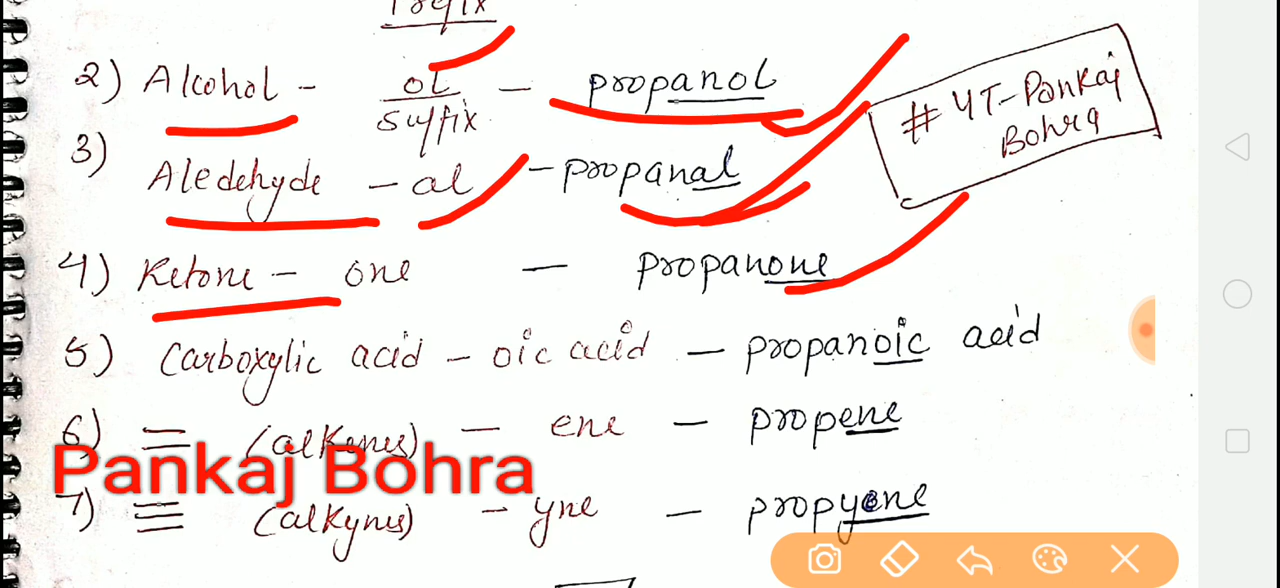 Prefix
2) Alcohol - ol - propanol
suffix
3) Aledehyde - al - propanal
# YT-Pankaj
Bohra
4) Ketone - one - propanone
5) Carboxylic acid - oic acid - propanoic acid
6) = (alkenes) - ene - propene
Pankaj Bohra
7) ≡ (alkynes) - yne - propyene